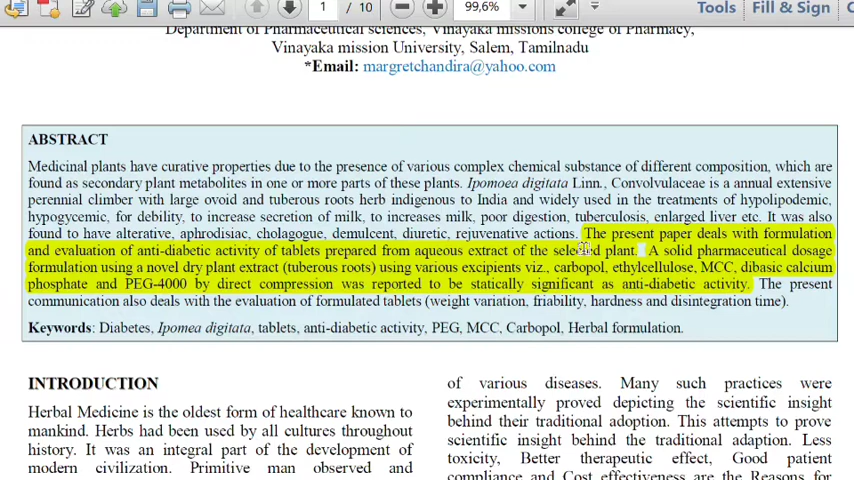 1 / 10 99,6% Tools Fill & Sign
Department of Pharmaceutical sciences, Vinayaka missions college of Pharmacy,
Vinayaka mission University, Salem, Tamilnadu
*Email: margretchandira@yahoo.com
ABSTRACT
Medicinal plants have curative properties due to the presence of various complex chemical substance of different composition, which are
found as secondary plant metabolites in one or more parts of these plants. Ipomoea digitata Linn., Convolvulaceae is a annual extensive
perennial climber with large ovoid and tuberous roots herb indigenous to India and widely used in the treatments of hypolipodemic,
hypogycemic, for debility, to increase secretion of milk, to increases milk, poor digestion, tuberculosis, enlarged liver etc. It was also
found to have alterative, aphrodisiac, cholagogue, demulcent, diuretic, rejuvenative actions. The present paper deals with formulation
and evaluation of anti-diabetic activity of tablets prepared from aqueous extract of the selected plant. A solid pharmaceutical dosage
formulation using a novel dry plant extract (tuberous roots) using various excipients viz., carbopol, ethylcellulose, MCC, dibasic calcium
phosphate and PEG-4000 by direct compression was reported to be statically significant as anti-diabetic activity. The present
communication also deals with the evaluation of formulated tablets (weight variation, friability, hardness and disintegration time).
Keywords: Diabetes, Ipomea digitata, tablets, anti-diabetic activity, PEG, MCC, Carbopol, Herbal formulation.
INTRODUCTION
Herbal Medicine is the oldest form of healthcare known to
mankind. Herbs had been used by all cultures throughout
history. It was an integral part of the development of
modern civilization. Primitive man observed and
of various diseases. Many such practices were
experimentally proved depicting the scientific insight
behind their traditional adoption. This attempts to prove
scientific insight behind the traditional adaption. Less
toxicity, Better therapeutic effect, Good patient
compliance and Cost effectiveness are the Reasons for